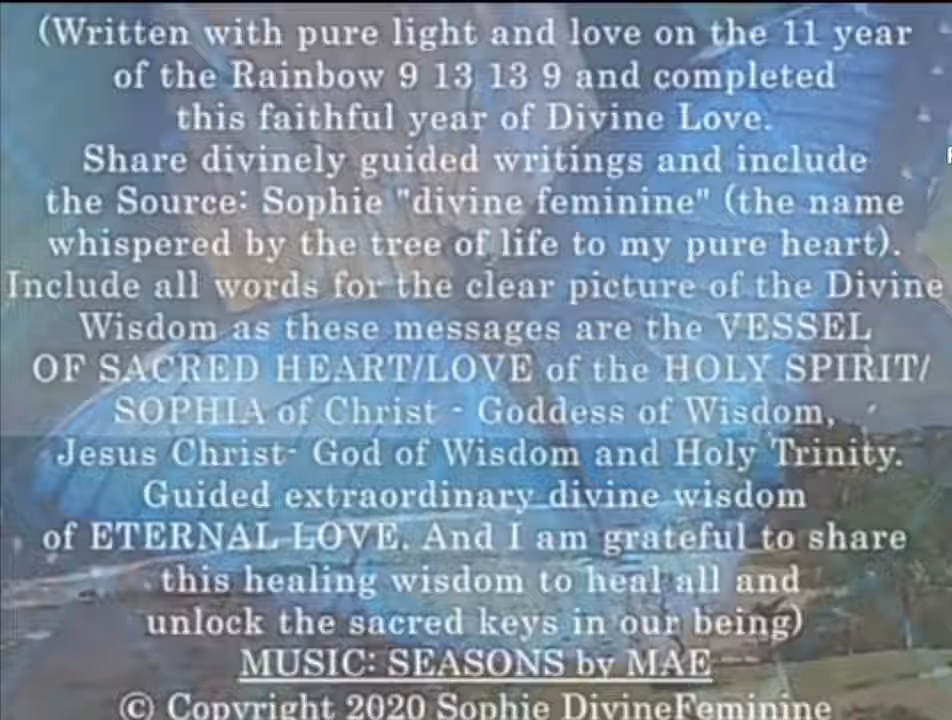 (Written with pure light and love on the 11 year
of the Rainbow 9 13 13 9 and completed
this faithful year of Divine Love.
Share divinely guided writings and include
the Source: Sophie "divine feminine" (the name
whispered by the tree of life to my pure heart).
Include all words for the clear picture of the Divine
Wisdom as these messages are the VESSEL
OF SACRED HEART/LOVE of the HOLY SPIRIT/
SOPHIA of Christ - Goddess of Wisdom,
Jesus Christ- God of Wisdom and Holy Trinity.
Guided extraordinary divine wisdom
of ETERNAL LOVE. And I am grateful to share
this healing wisdom to heal all and
unlock the sacred keys in our being)
MUSIC: SEASONS by MAE
© Copyright 2020 Sophie DivineFeminine